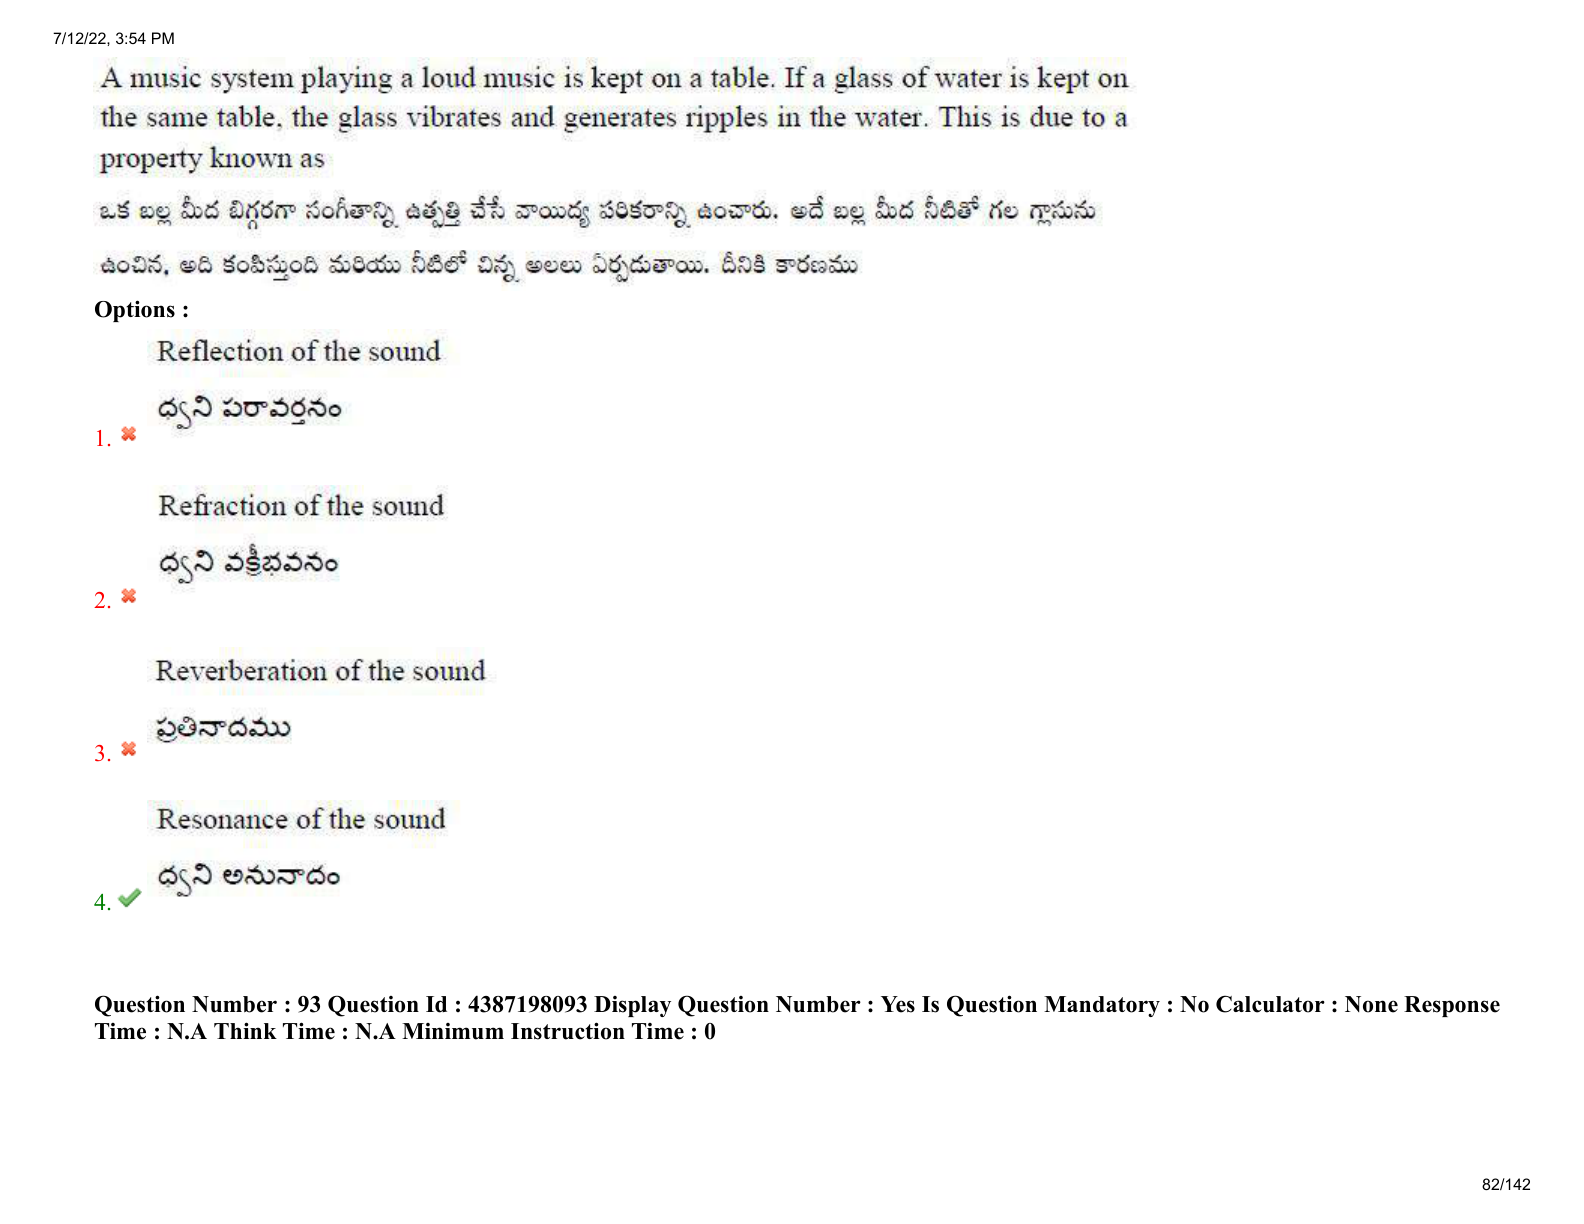 7/12/22, 3:54 PM
A music system playing a loud music is kept on a table. If a glass of water is kept on
the same table, the glass vibrates and generates ripples in the water. This is due to a
property known as
ఒక బల్ల మీద బిగ్గరగా సంగీతాన్ని ఉత్పత్తి చేసే వాయిద్య పరికరాన్ని ఉంచారు. అదే బల్ల మీద నీటితో గల గ్లాసును
ఉంచిన, అది కంపిస్తుంది మరియు నీటిలో చిన్న అలలు ఏర్పడుతాయి. దీనికి కారణము
Options :
Reflection of the sound
ధ్వని పరావర్తనం
1.
Refraction of the sound
ధ్వని వక్రీభవనం
2.
Reverberation of the sound
ప్రతినాదము
3.
Resonance of the sound
ధ్వని అనునాదం
4.
Question Number : 93 Question Id : 4387198093 Display Question Number : Yes Is Question Mandatory : No Calculator : None Response
Time : N.A Think Time : N.A Minimum Instruction Time : 0
82/142